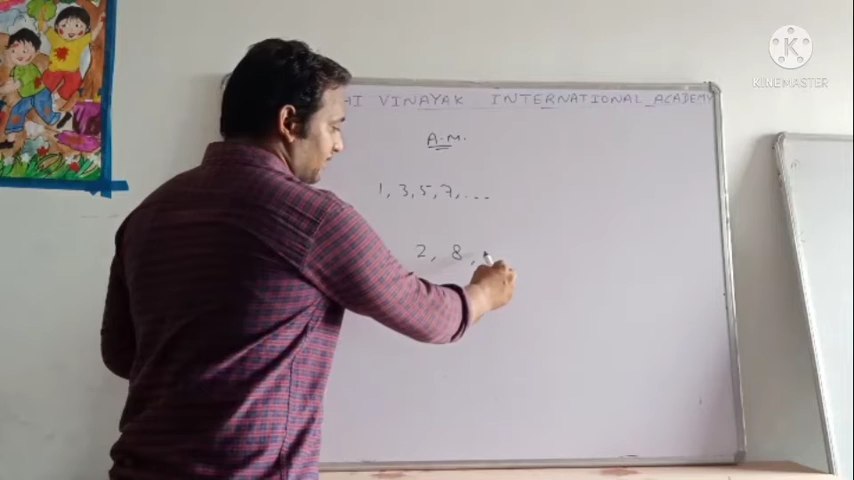 AI VINAYAK INTERNATIONAL ACADEMY
A.M.
1, 3, 5, 7, ...
2, 8,
KINEMASTER